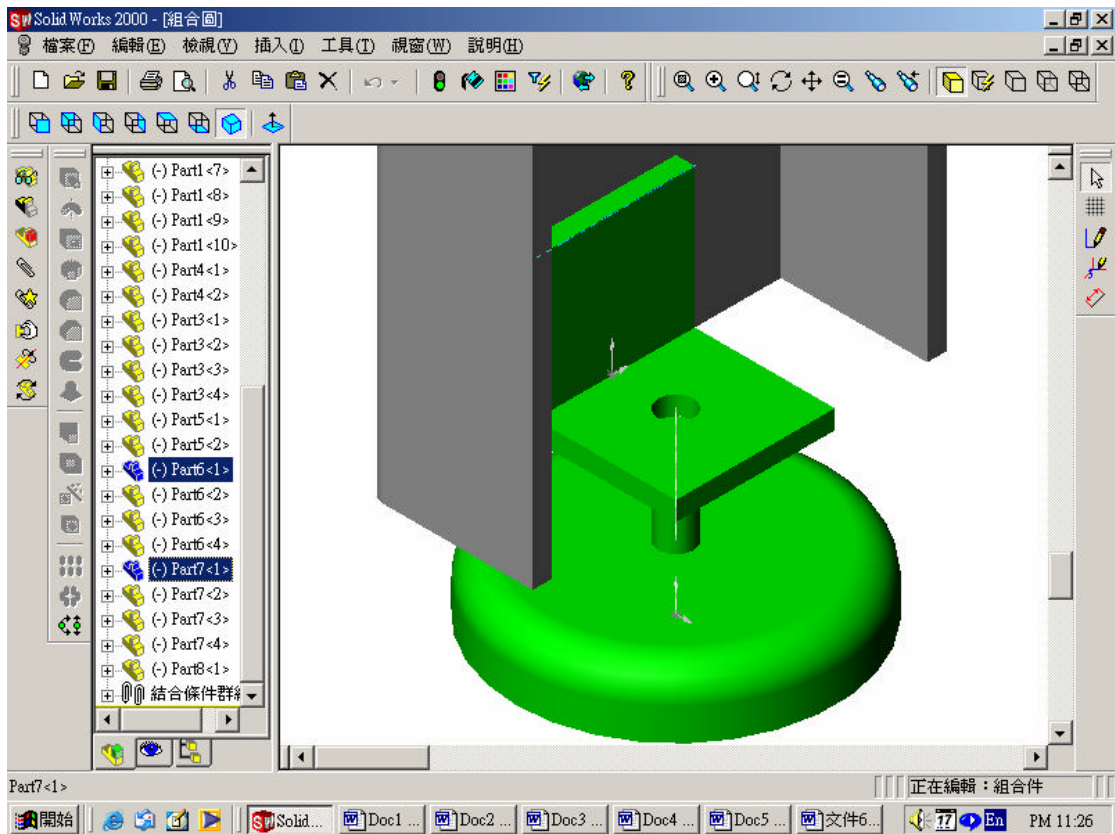 SolidWorks 2000 - [組合圖]
檔案(F) 編輯(E) 檢視(V) 插入(I) 工具(T) 視窗(W) 說明(H)
(-) Part1<7>
(-) Part1<8>
(-) Part1<9>
(-) Part1<10>
(-) Part4<1>
(-) Part4<2>
(-) Part3<1>
(-) Part3<2>
(-) Part3<3>
(-) Part3<4>
(-) Part5<1>
(-) Part5<2>
(-) Part6<1>
(-) Part6<2>
(-) Part6<3>
(-) Part6<4>
(-) Part7<1>
(-) Part7<2>
(-) Part7<3>
(-) Part7<4>
(-) Part8<1>
結合條件群
Part7<1>
正在編輯：組合件
開始 Solid... Doc1 ... Doc2 ... Doc3 ... Doc4 ... Doc5 ... 文件6... 17 En PM 11:26